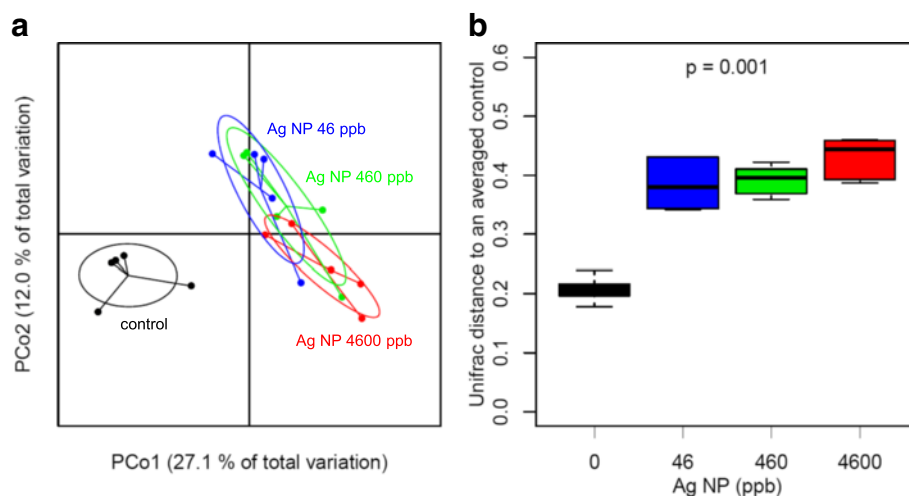 a
Ag NP 46 ppb
Ag NP 460 ppb
control
Ag NP 4600 ppb
PCo2 (12.0 % of total variation)
PCo1 (27.1 % of total variation)
b
p = 0.001
Unifrac distance to an averaged control
0.6
0.5
0.4
0.3
0.2
0.1
0.0
0 46 460 4600
Ag NP (ppb)